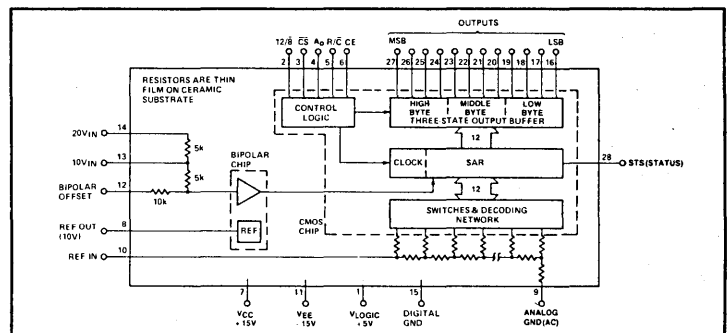 OUTPUTS
12/8 CS A0 R/C CE
MSB
LSB
2 3 4 5 6
27 26 25 24 23 22 21 20 19 18 17 16
RESISTORS ARE THIN
FILM ON CERAMIC
SUBSTRATE
CONTROL
LOGIC
HIGH
BYTE
MIDDLE
BYTE
LOW
BYTE
THREE-STATE OUTPUT BUFFER
20VIN 14
5k
12
10VIN 13
BIPOLAR
CHIP
CLOCK
SAR
28 STS (STATUS)
5k
BIPOLAR
OFFSET
12
10k
12
REF OUT
(10V)
8
REF
CMOS
CHIP
SWITCHES & DECODING
NETWORK
REF IN 10
7 11 1 15 9
VCC
+15V
VEE
-15V
VLOGIC
+5V
DIGITAL
GND
ANALOG
GND(AC)